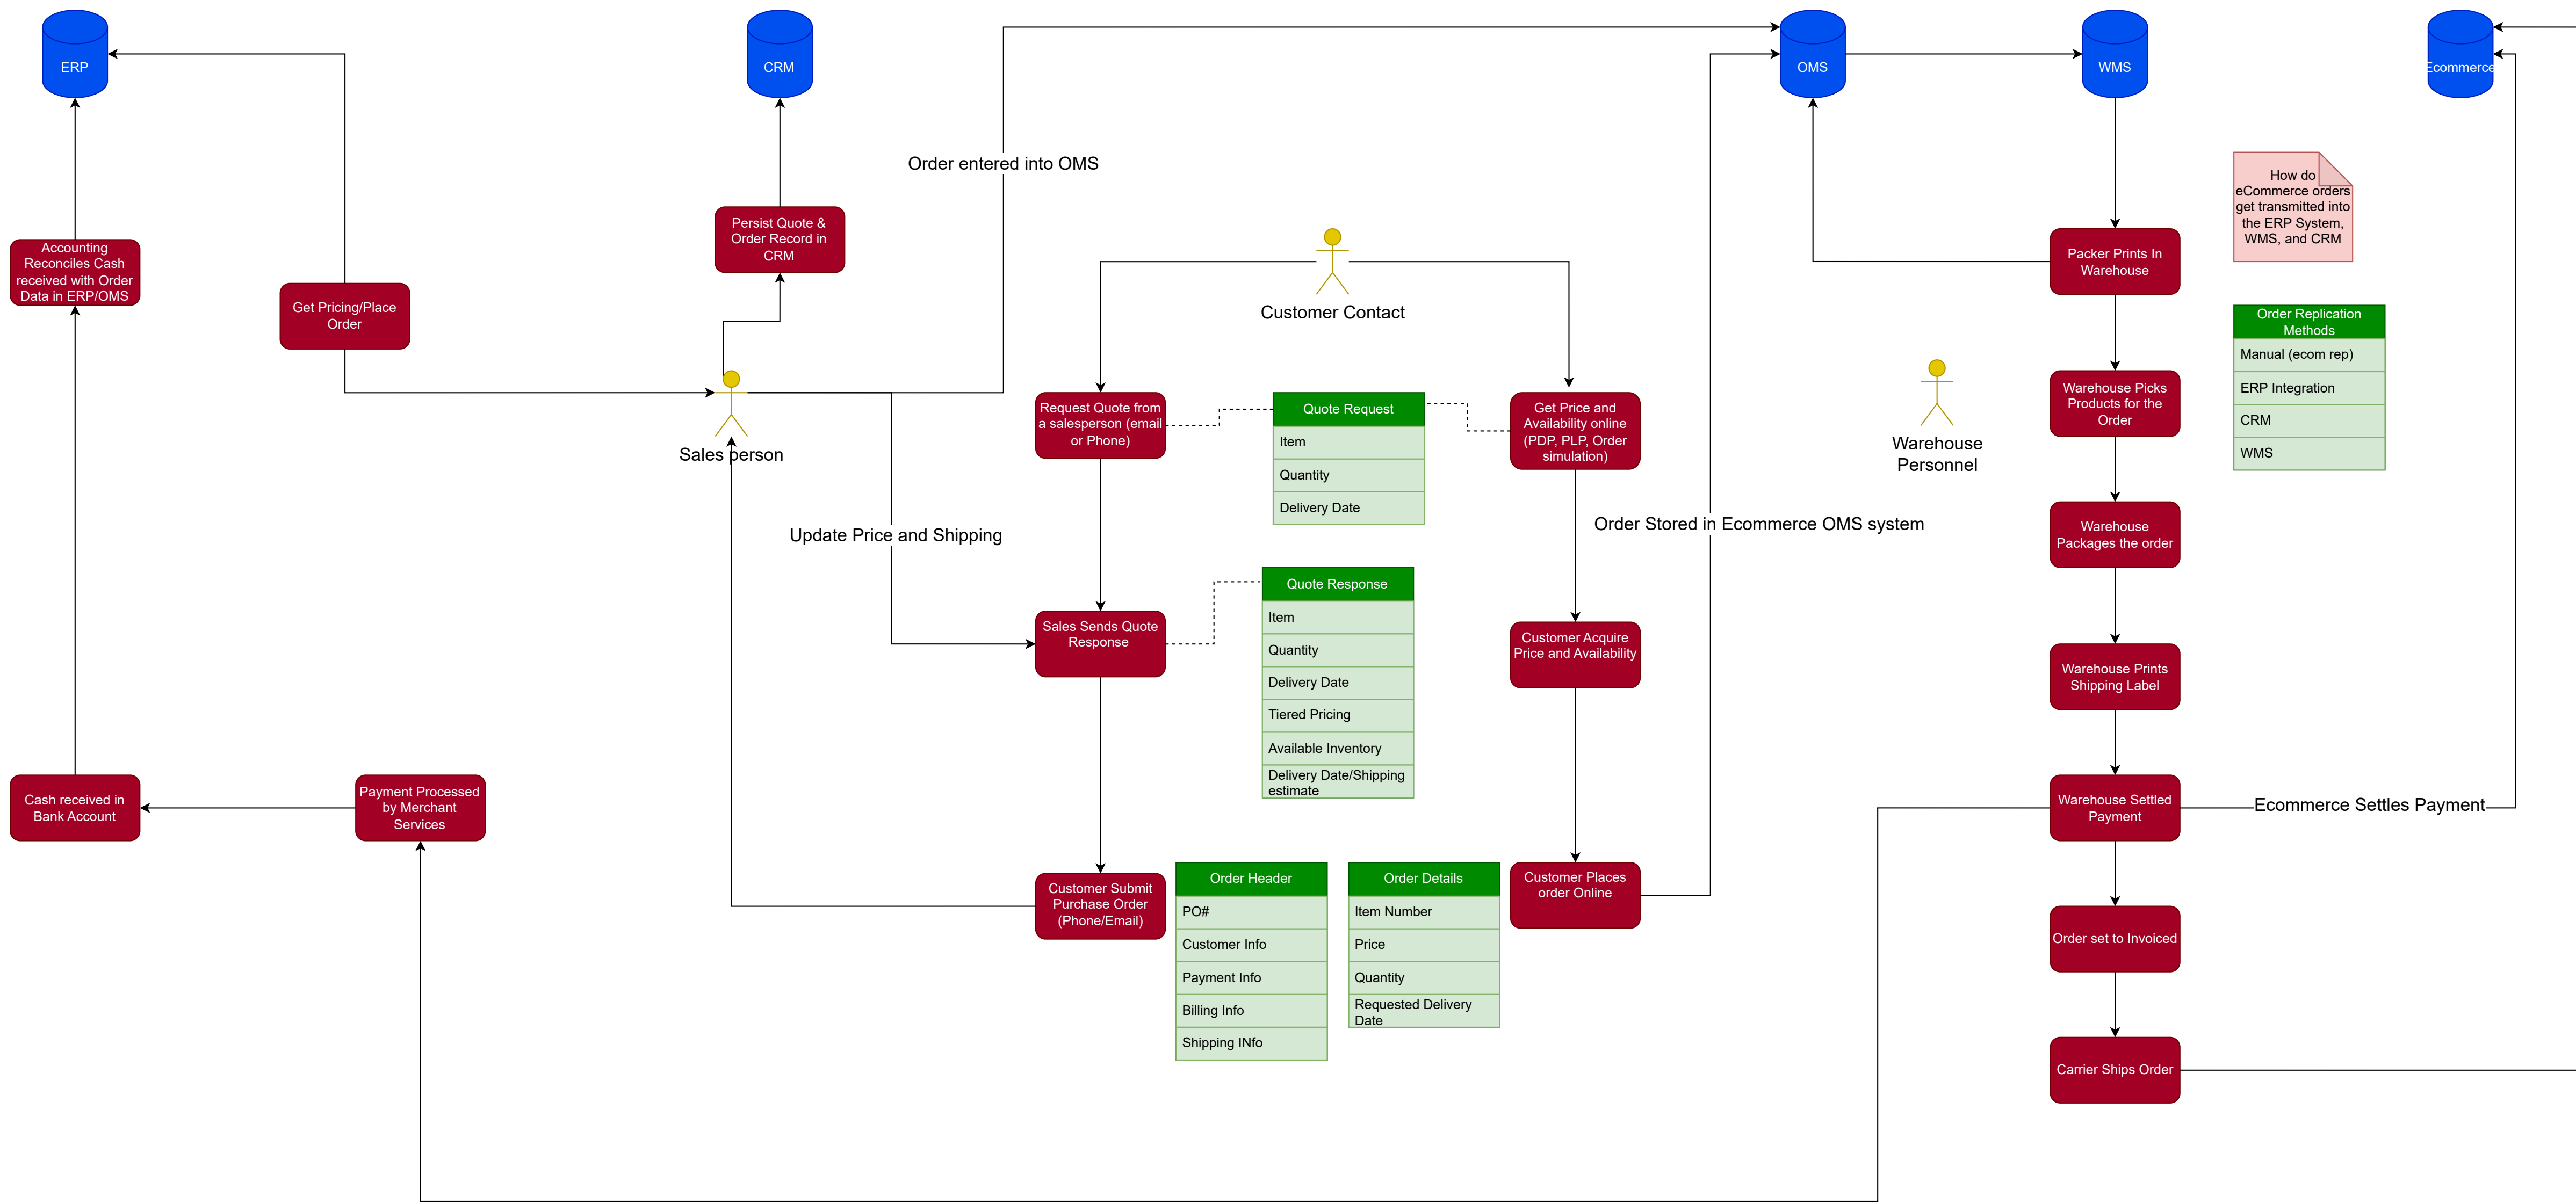 ERP
CRM
OMS
WMS
Ecommerce
Order entered into OMS
How do
eCommerce orders
get transmitted into
the ERP System,
WMS, and CRM
Persist Quote &
Order Record in
CRM
Accounting
Reconciles Cash
received with Order
Data in ERP/OMS
Packer Prints In
Warehouse
Get Pricing/Place
Order
Customer Contact
Order Replication
Methods
Manual (ecom rep)
ERP Integration
CRM
WMS
Sales person
Request Quote from
a salesperson (email
or Phone)
Quote Request
Item
Quantity
Delivery Date
Get Price and
Availability online
(PDP, PLP, Order
simulation)
Warehouse
Personnel
Warehouse Picks
Products for the
Order
Update Price and Shipping
Order Stored in Ecommerce OMS system
Warehouse
Packages the order
Sales Sends Quote
Response
Quote Response
Item
Quantity
Delivery Date
Tiered Pricing
Available Inventory
Delivery Date/Shipping
estimate
Customer Acquire
Price and Availability
Warehouse Prints
Shipping Label
Cash received in
Bank Account
Payment Processed
by Merchant
Services
Warehouse Settled
Payment
Ecommerce Settles Payment
Customer Submit
Purchase Order
(Phone/Email)
Order Header
PO#
Customer Info
Payment Info
Billing Info
Shipping INfo
Order Details
Item Number
Price
Quantity
Requested Delivery
Date
Customer Places
order Online
Order set to Invoiced
Carrier Ships Order